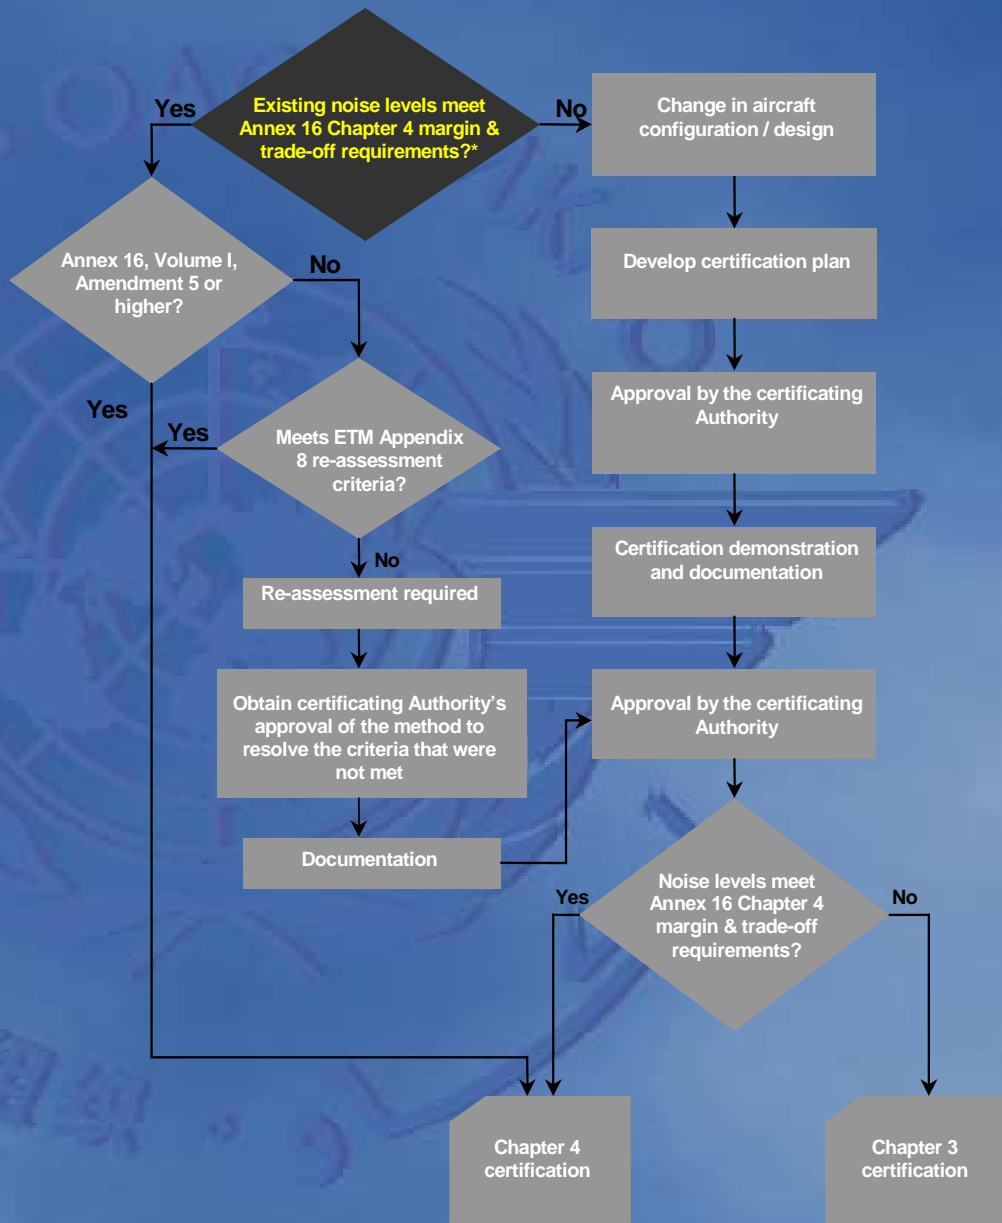 Existing noise levels meet
Annex 16 Chapter 4 margin &
trade-off requirements?*
Yes
No
Change in aircraft
configuration / design
Annex 16, Volume I,
Amendment 5 or
higher?
No
Develop certification plan
Yes
Yes
Meets ETM Appendix
8 re-assessment
criteria?
Approval by the certificating
Authority
No
Certification demonstration
and documentation
Re-assessment required
Obtain certificating Authority's
approval of the method to
resolve the criteria that were
not met
Approval by the certificating
Authority
Documentation
Yes
Noise levels meet
Annex 16 Chapter 4
margin & trade-off
requirements?
No
Chapter 4
certification
Chapter 3
certification